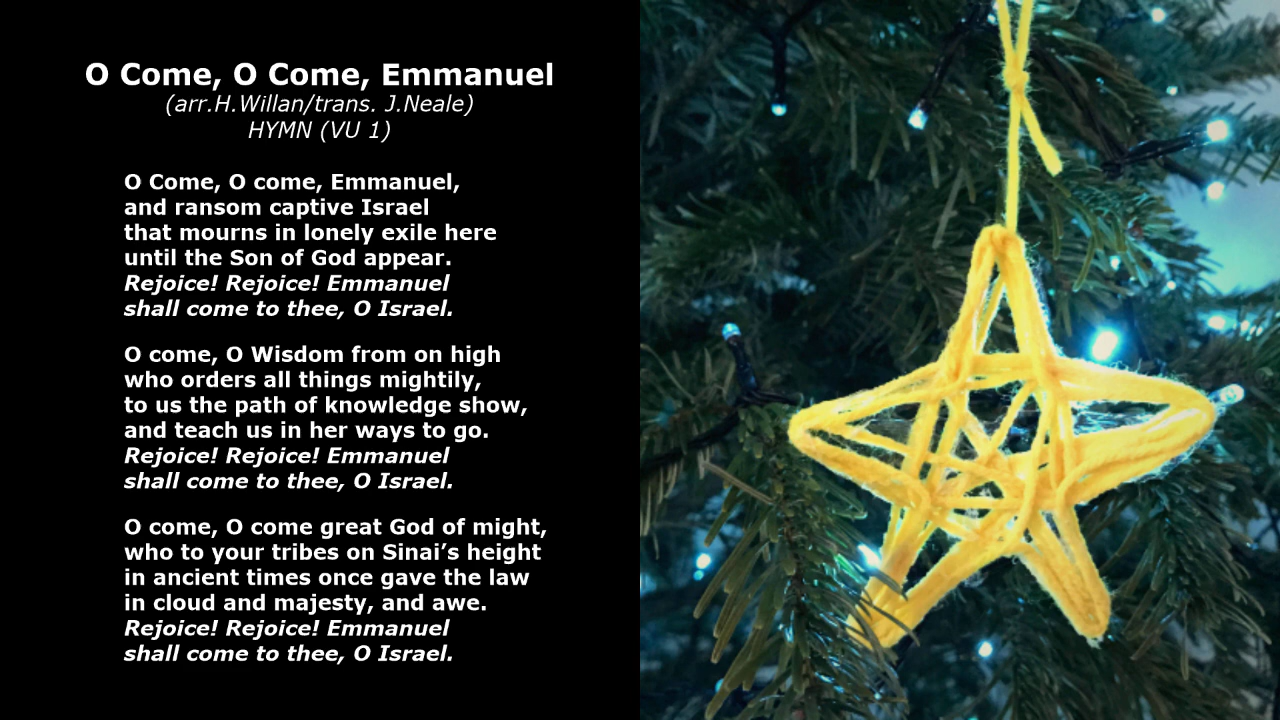 O Come, O Come, Emmanuel
(arr.H.Willan/trans. J.Neale)
HYMN (VU 1)
O Come, O come, Emmanuel,
and ransom captive Israel
that mourns in lonely exile here
until the Son of God appear.
Rejoice! Rejoice! Emmanuel
shall come to thee, O Israel.
O come, O Wisdom from on high
who orders all things mightily,
to us the path of knowledge show,
and teach us in her ways to go.
Rejoice! Rejoice! Emmanuel
shall come to thee, O Israel.
O come, O come great God of might,
who to your tribes on Sinai’s height
in ancient times once gave the law
in cloud and majesty, and awe.
Rejoice! Rejoice! Emmanuel
shall come to thee, O Israel.